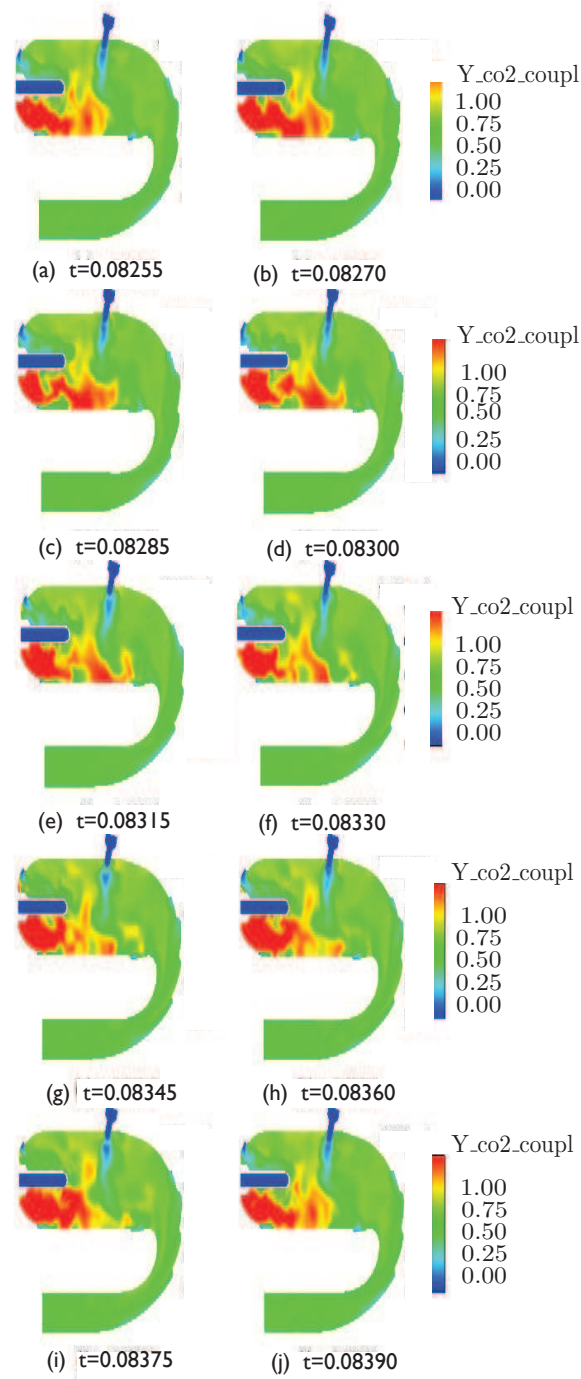 Y_co2_coupl
1.00
0.75
0.50
0.25
0.00
(a) t=0.08255
(b) t=0.08270
Y_co2_coupl
1.00
0.75
0.50
0.25
0.00
(c) t=0.08285
(d) t=0.08300
Y_co2_coupl
1.00
0.75
0.50
0.25
0.00
(e) t=0.08315
(f) t=0.08330
Y_co2_coupl
1.00
0.75
0.50
0.25
0.00
(g) t=0.08345
(h) t=0.08360
Y_co2_coupl
1.00
0.75
0.50
0.25
0.00
(i) t=0.08375
(j) t=0.08390